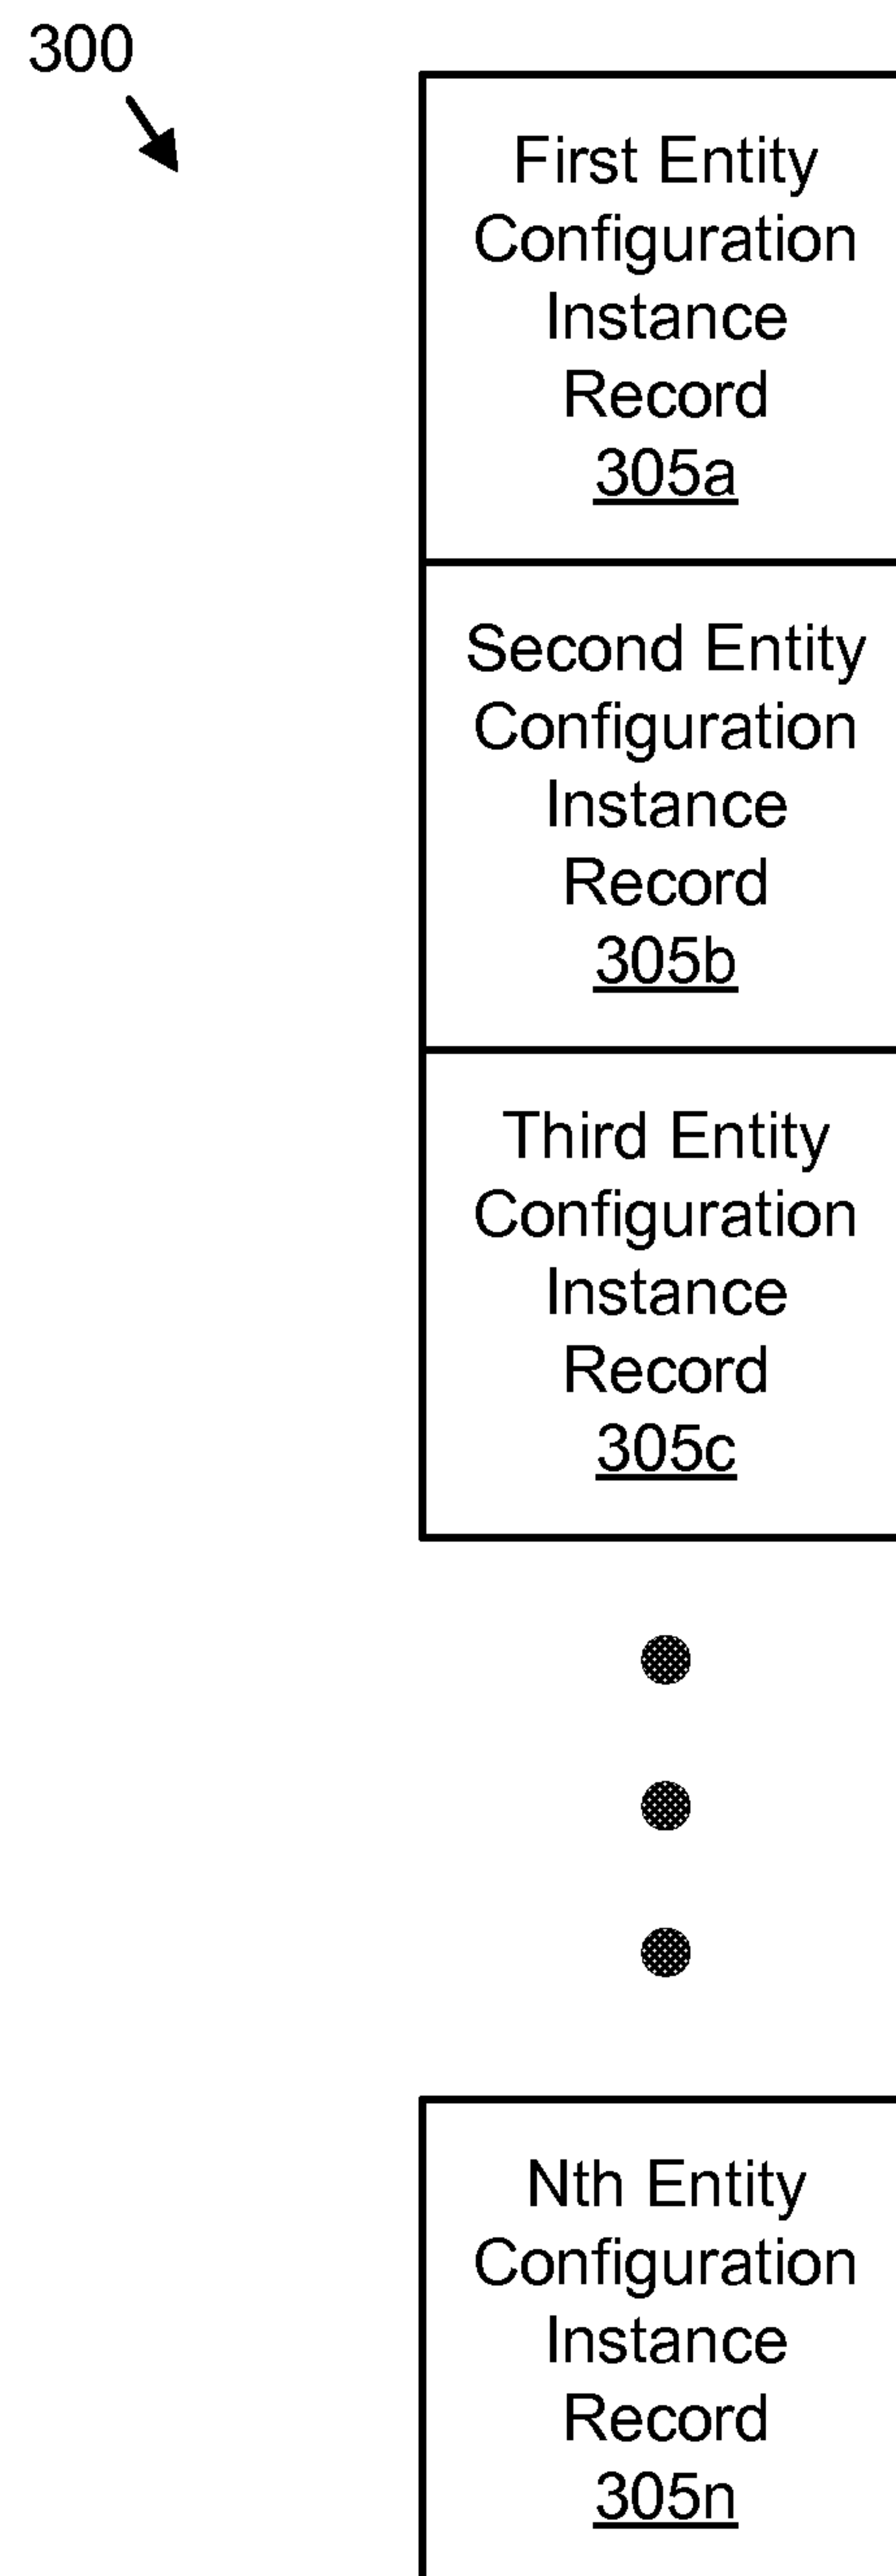 300
First Entity
Configuration
Instance
Record
305a
Second Entity
Configuration
Instance
Record
305b
Third Entity
Configuration
Instance
Record
305c
Nth Entity
Configuration
Instance
Record
305n